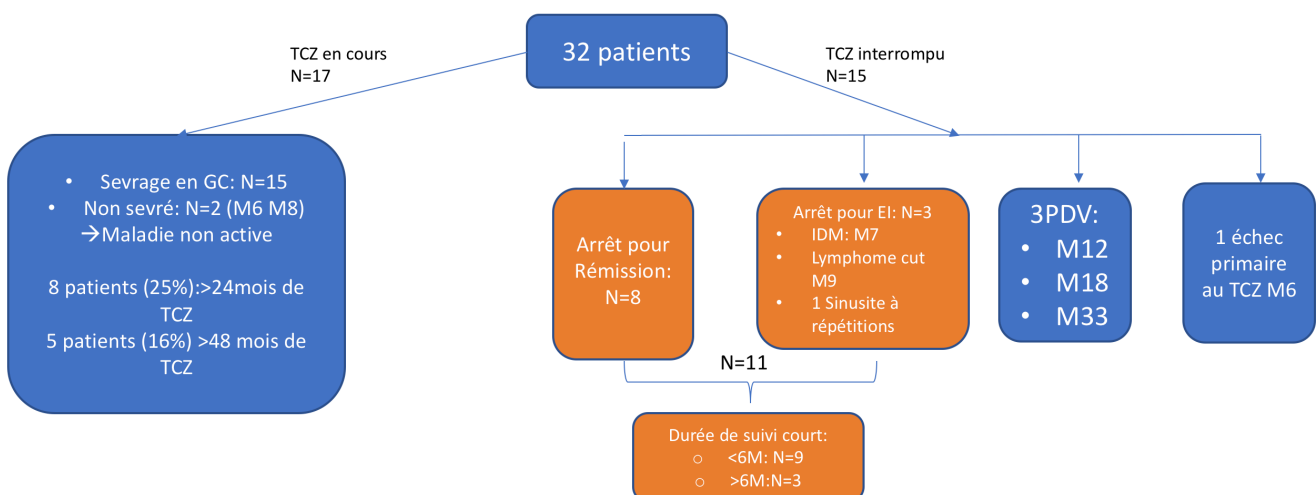 32 patients
TCZ en cours
N=17
TCZ interrompu
N=15
• Sevrage en GC: N=15
• Non sevré: N=2 (M6 M8)
→Maladie non active
8 patients (25%):>24mois de
TCZ
5 patients (16%) >48 mois de
TCZ
Arrêt pour
Rémission:
N=8
Arrêt pour EI: N=3
• IDM: M7
• Lymphome cut
M9
• 1 Sinusite à
répétitions
3PDV:
• M12
• M18
• M33
1 échec
primaire
au TCZ M6
N=11
Durée de suivi court:
o <6M: N=9
o >6M:N=3